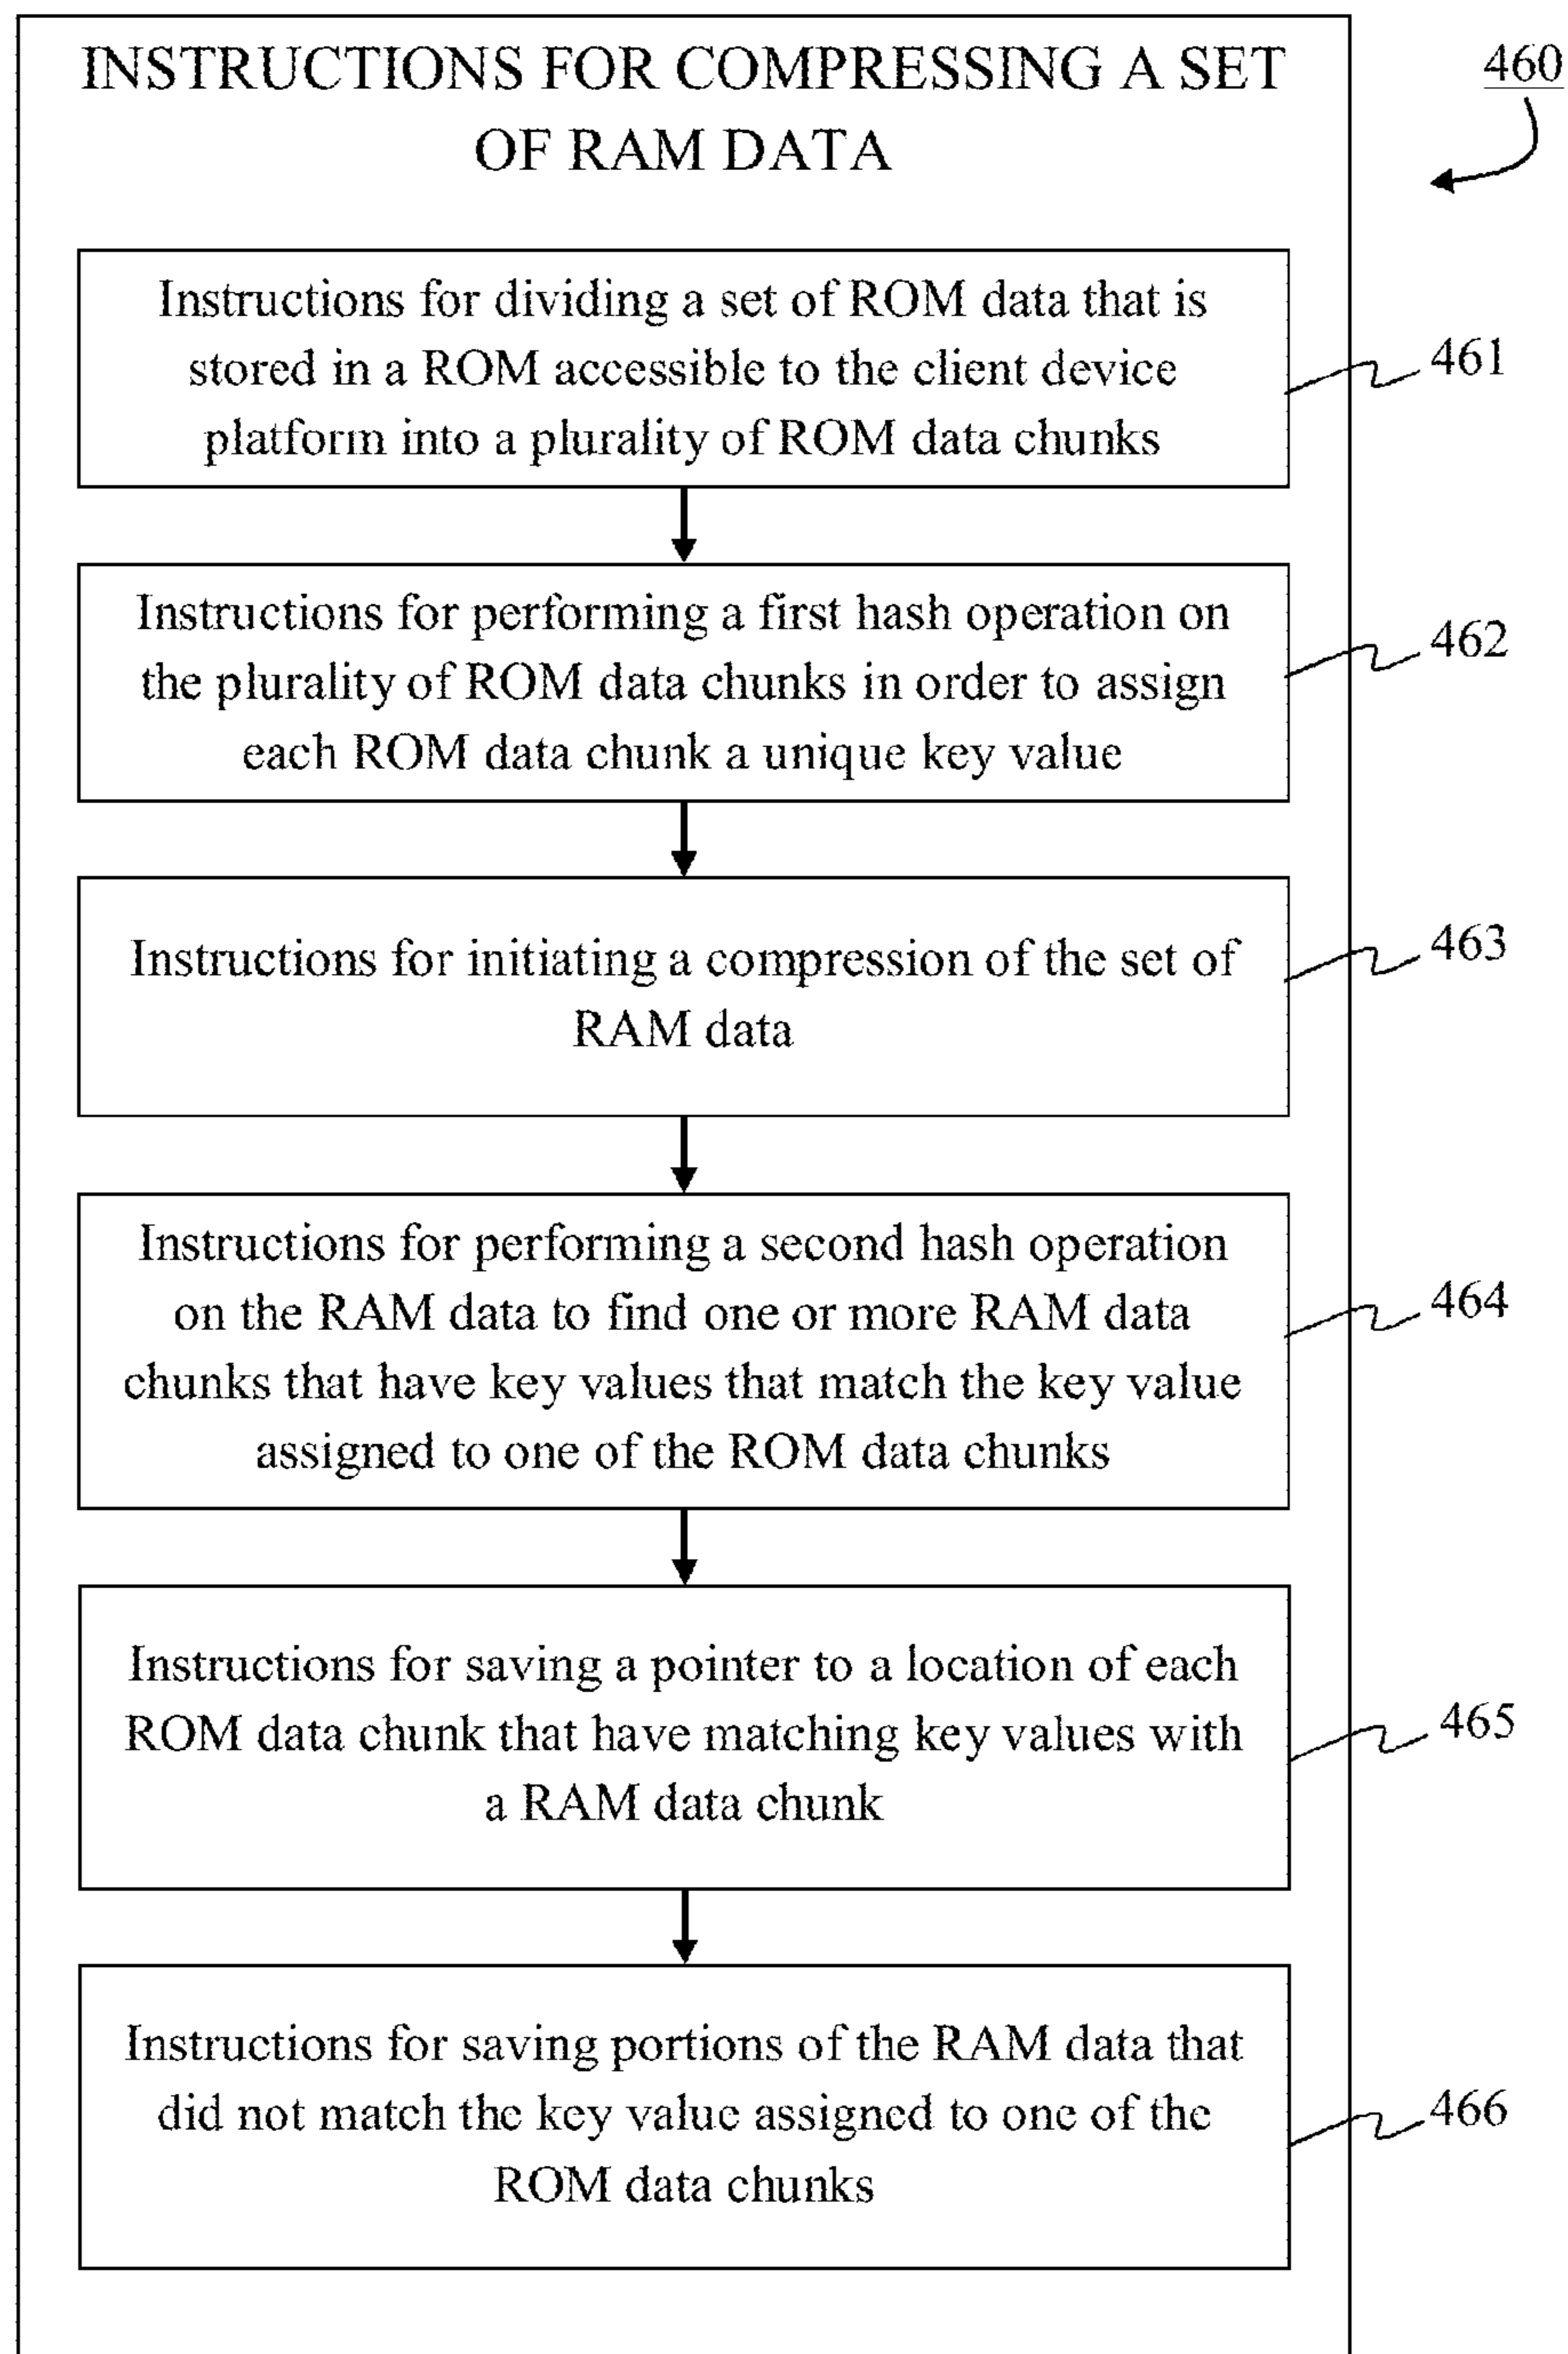 INSTRUCTIONS FOR COMPRESSING A SET
OF RAM DATA
460
Instructions for dividing a set of ROM data that is
stored in a ROM accessible to the client device
platform into a plurality of ROM data chunks
461
Instructions for performing a first hash operation on
the plurality of ROM data chunks in order to assign
each ROM data chunk a unique key value
462
Instructions for initiating a compression of the set of
RAM data
463
Instructions for performing a second hash operation
on the RAM data to find one or more RAM data
chunks that have key values that match the key value
assigned to one of the ROM data chunks
464
Instructions for saving a pointer to a location of each
ROM data chunk that have matching key values with
a RAM data chunk
465
Instructions for saving portions of the RAM data that
did not match the key value assigned to one of the
ROM data chunks
466